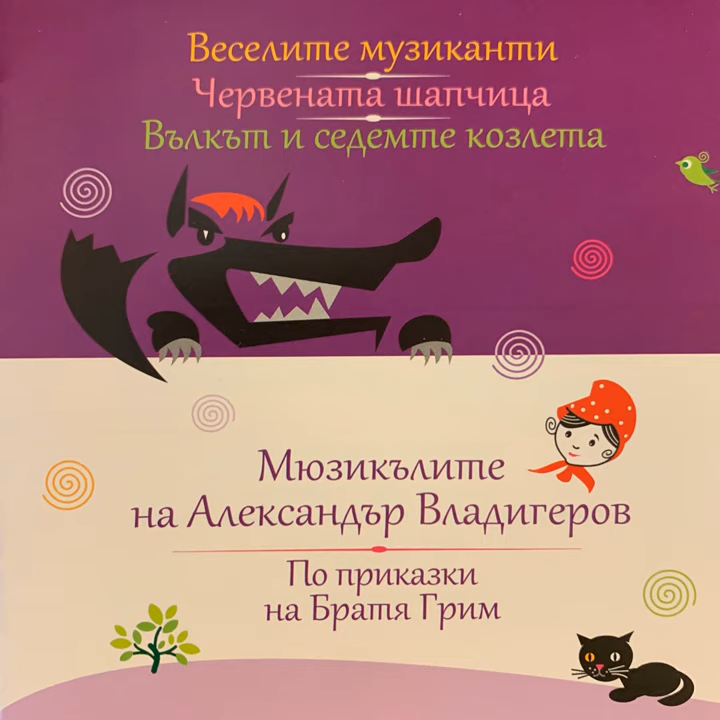 Веселите музиканти
Червената шапчица
Вълкът и седемте козлета
Мюзикълите
на Александър Владигеров
По приказки
на Братя Грим